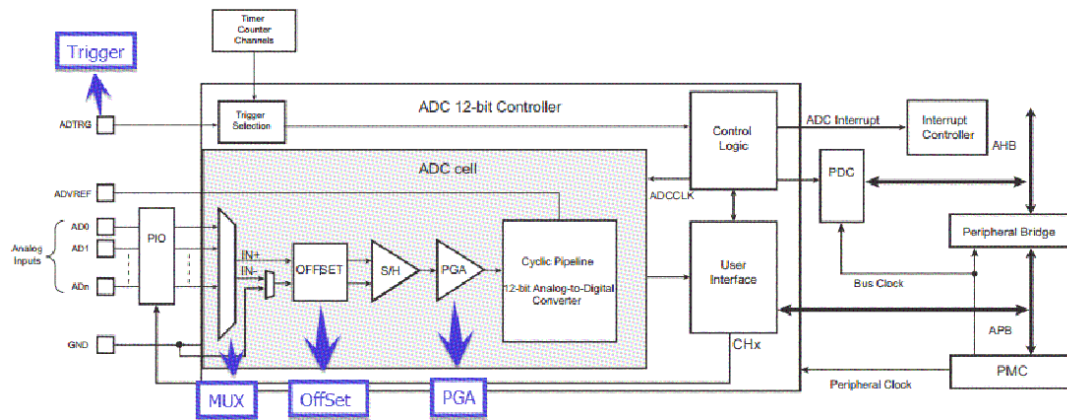 Timer
Counter
Channels
Trigger
ADC 12-bit Controller
Trigger
Selection
ADTRG
Control
Logic
ADC Interrupt
Interrupt
Controller
AHB
ADC cell
PDC
ADVREF
ADCCLK
AD0
PIO
Analog
Inputs
AD1
ADn
IN+
IN-
OFFSET
S/H
PGA
Cyclic Pipeline
12-bit Analog-to-Digital
Converter
User
Interface
Peripheral Bridge
Bus Clock
APB
GND
CHx
MUX
OffSet
PGA
Peripheral Clock
PMC